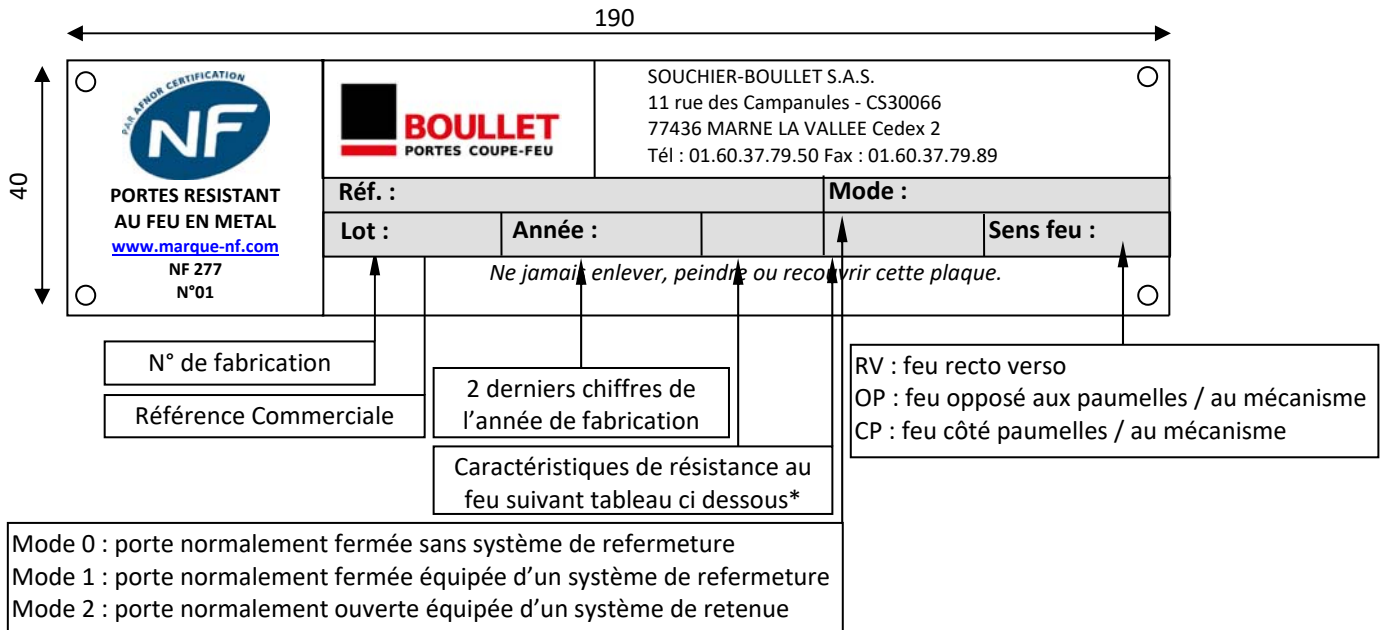 190
40
PAR AFNOR CERTIFICATION
NF
PORTES RESISTANT
AU FEU EN METAL
www.marque-nf.com
NF 277
N°01
BOULLET
PORTES COUPE-FEU
SOUCHIER-BOULLET S.A.S.
11 rue des Campanules - CS30066
77436 MARNE LA VALLEE Cedex 2
Tél : 01.60.37.79.50 Fax : 01.60.37.79.89
Réf. : Mode :
Lot : Année : Sens feu :
Ne jamais enlever, peindre ou recouvrir cette plaque.
N° de fabrication
Référence Commerciale
2 derniers chiffres de
l’année de fabrication
Caractéristiques de résistance au
feu suivant tableau ci dessous*
RV : feu recto verso
OP : feu opposé aux paumelles / au mécanisme
CP : feu côté paumelles / au mécanisme
Mode 0 : porte normalement fermée sans système de refermeture
Mode 1 : porte normalement fermée équipée d’un système de refermeture
Mode 2 : porte normalement ouverte équipée d’un système de retenue